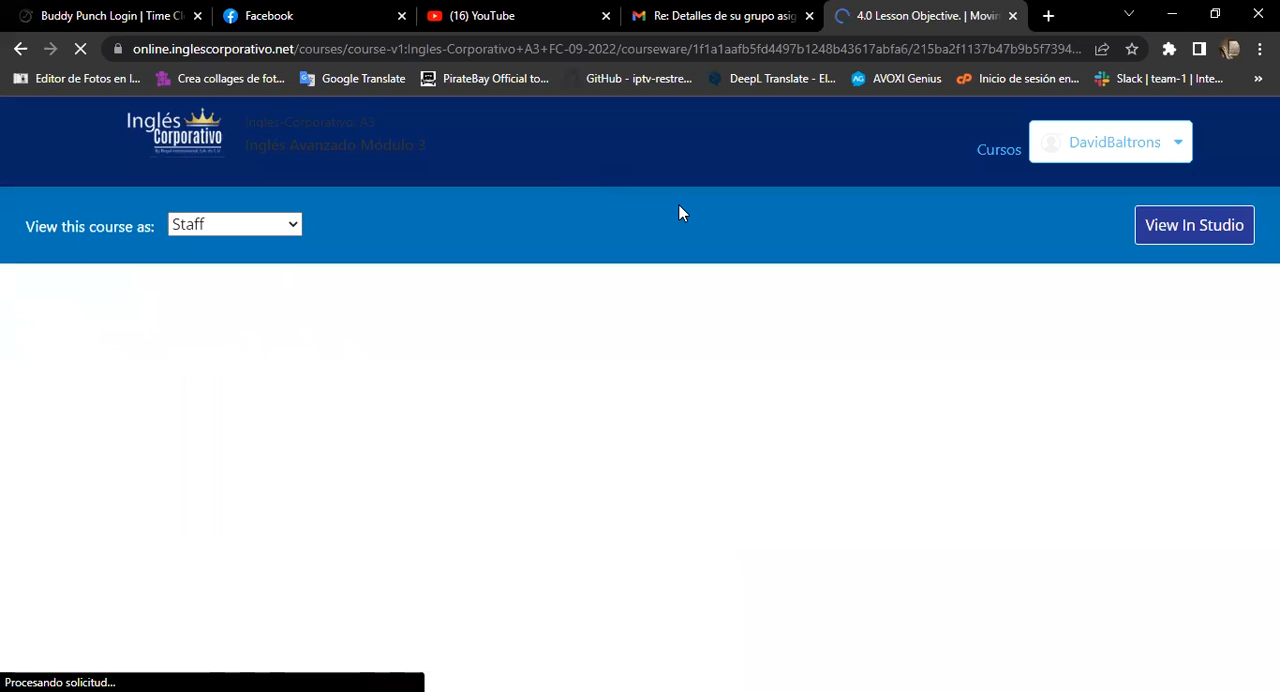 Buddy Punch Login | Time Cl
Facebook
(16) YouTube
Re: Detalles de su grupo asig
4.0 Lesson Objective. | Movin
online.inglescorporativo.net/courses/course-v1:Ingles-Corporativo+A3+FC-09-2022/courseware/1f1a1aafb5fd4497b1248b43617abfa6/215ba2f1137b47b9b5f7394...
Editor de Fotos en l...
Crea collages de fot...
Google Translate
PirateBay Official to...
GitHub - iptv-restre...
DeepL Translate - El...
AVOXI Genius
Inicio de sesión en...
Slack | team-1 | Inte...
»
Inglés
Corporativo
Ingles-Corporativo: A3
Inglés Avanzado Módulo 3
Cursos
DavidBaltrons
View this course as:
Staff
View In Studio
Procesando solicitud...